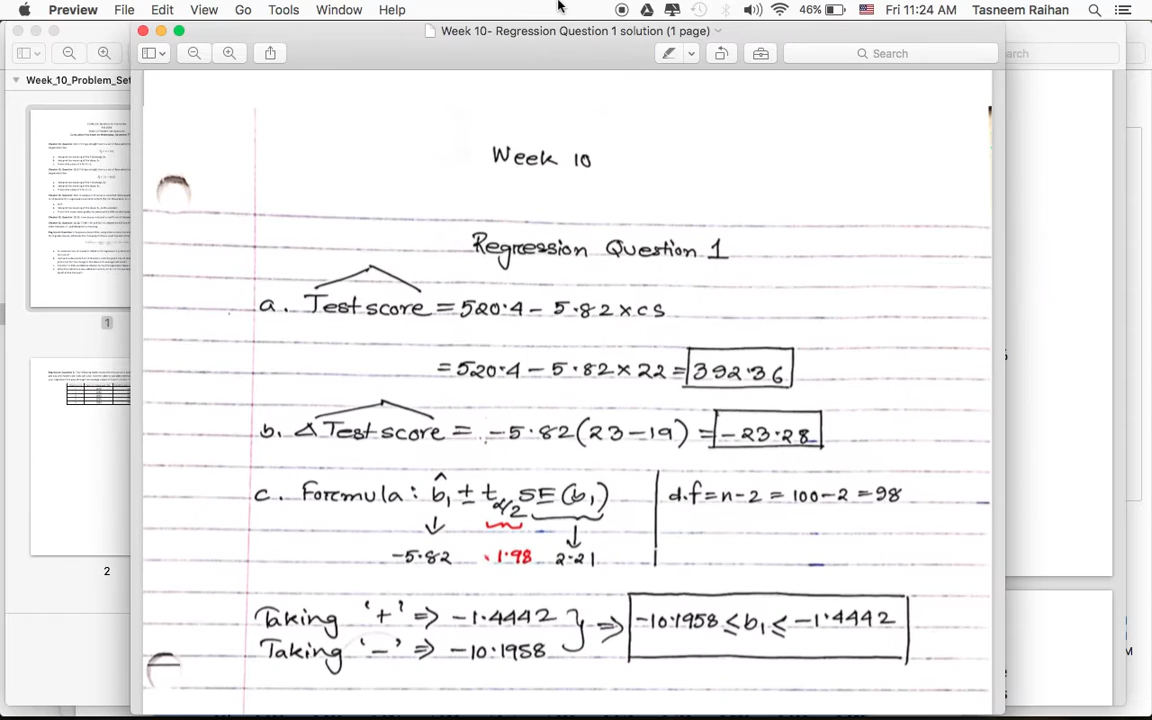 Preview File Edit View Go Tools Window Help 46% Fri 11:24 AM Tasneem Raihan
Week 10- Regression Question 1 solution (1 page)
Search
Week_10_Problem_Set
1
2
Week 10
Regression Question 1
a. Test score = 520.4 - 5.82 x CS
= 520.4 - 5.82 x 22 = 392.36
b. Δ Test score = -5.82 (23-19) = -23.28
c. Formula: b̂₁ ± t α/2 SE (b₁) d.f = n-2 = 100-2 = 98
-5.82 1.98 2.21
Taking '+' ⇒ -1.4442
Taking '-' ⇒ -10.1958 } ⇒ -10.1958 ≤ b₁ ≤ -1.4442